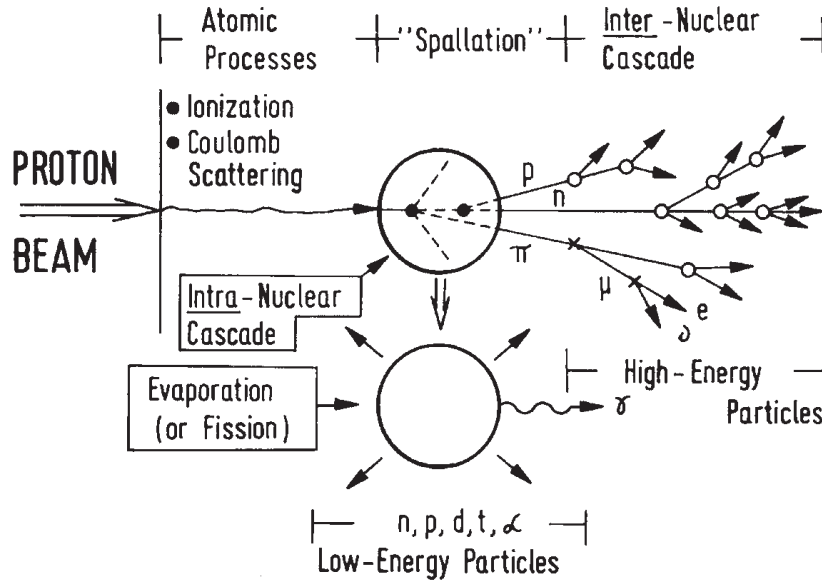 Atomic
Processes
"Spallation"
Inter-Nuclear
Cascade
• Ionization
• Coulomb
Scattering
PROTON
BEAM
p
n
π
μ
e
υ
Intra-Nuclear
Cascade
Evaporation
(or Fission)
γ
High-Energy
Particles
n, p, d, t, α
Low-Energy Particles